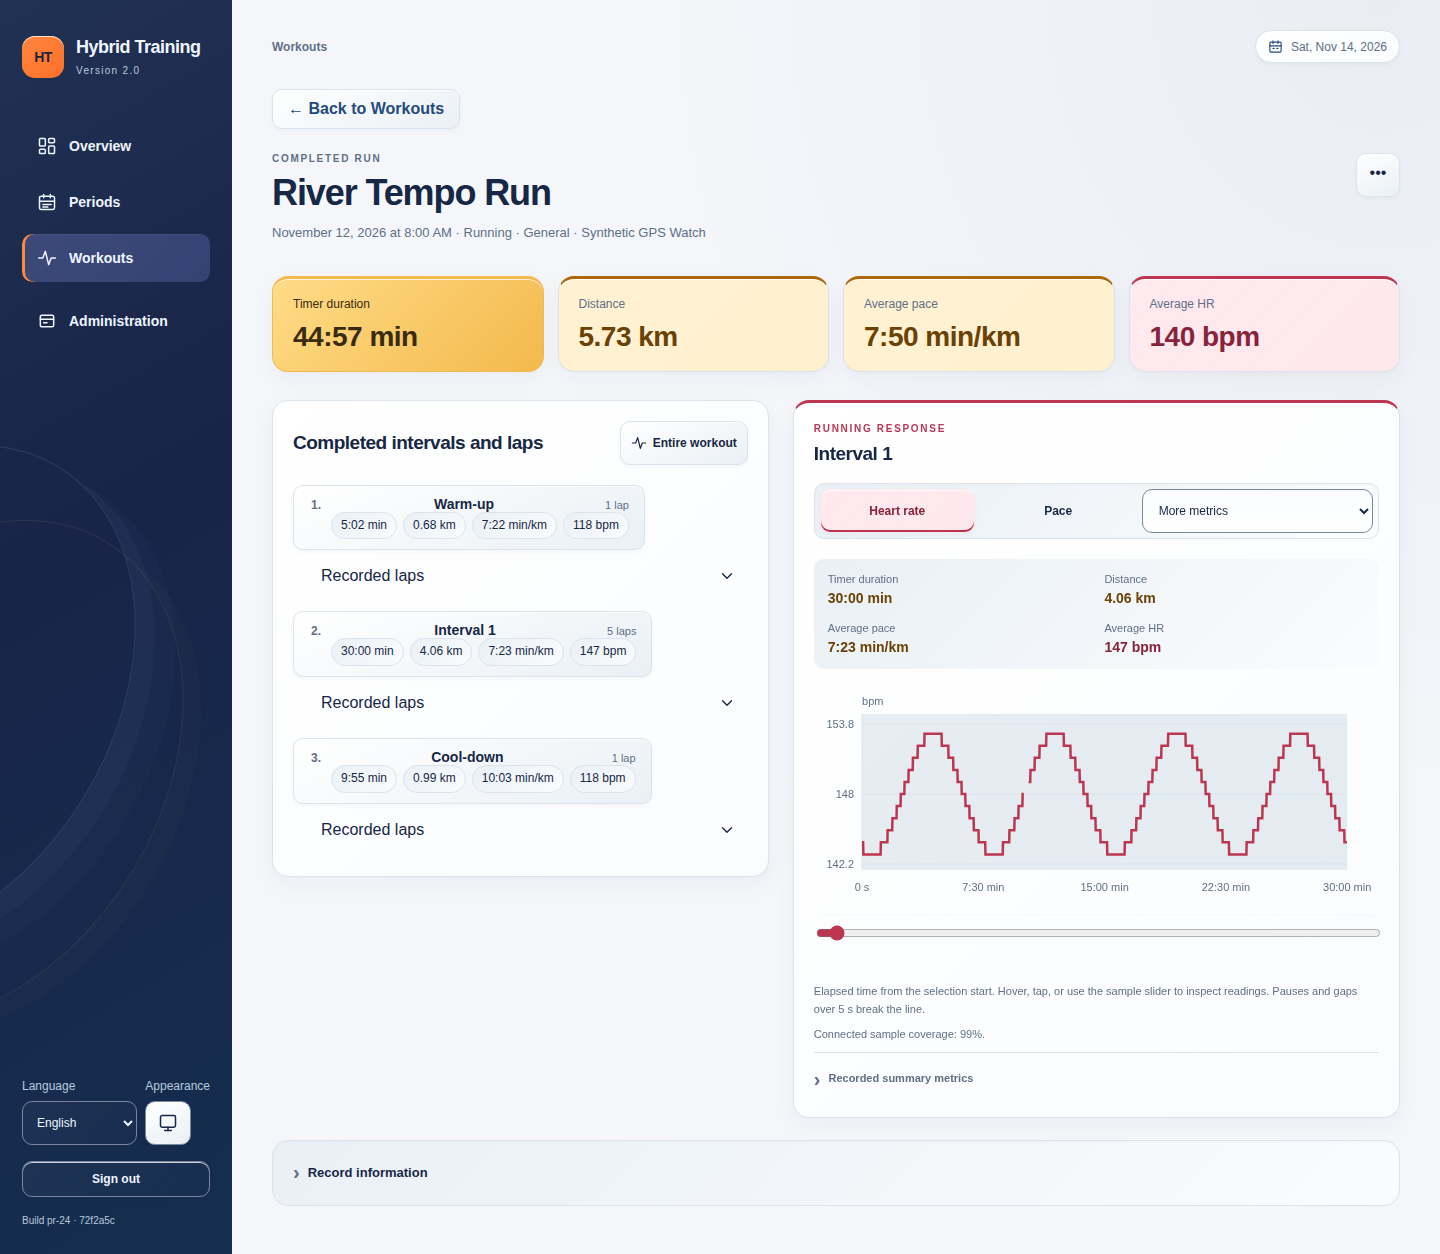 HT
Hybrid Training
Version 2.0
Overview
Periods
Workouts
Administration
Language
Appearance
English
Sign out
Build pr-24 · 72f2a5c
Workouts
Sat, Nov 14, 2026
← Back to Workouts
COMPLETED RUN
River Tempo Run
•••
November 12, 2026 at 8:00 AM · Running · General · Synthetic GPS Watch
Timer duration
44:57 min
Distance
5.73 km
Average pace
7:50 min/km
Average HR
140 bpm
Completed intervals and laps
Entire workout
1. Warm-up 1 lap
5:02 min 0.68 km 7:22 min/km 118 bpm
Recorded laps
2. Interval 1 5 laps
30:00 min 4.06 km 7:23 min/km 147 bpm
Recorded laps
3. Cool-down 1 lap
9:55 min 0.99 km 10:03 min/km 118 bpm
Recorded laps
RUNNING RESPONSE
Interval 1
Heart rate Pace More metrics
Timer duration
30:00 min
Distance
4.06 km
Average pace
7:23 min/km
Average HR
147 bpm
bpm
153.8
148
142.2
0 s 7:30 min 15:00 min 22:30 min 30:00 min
Elapsed time from the selection start. Hover, tap, or use the sample slider to inspect readings. Pauses and gaps
over 5 s break the line.
Connected sample coverage: 99%.
› Recorded summary metrics
› Record information